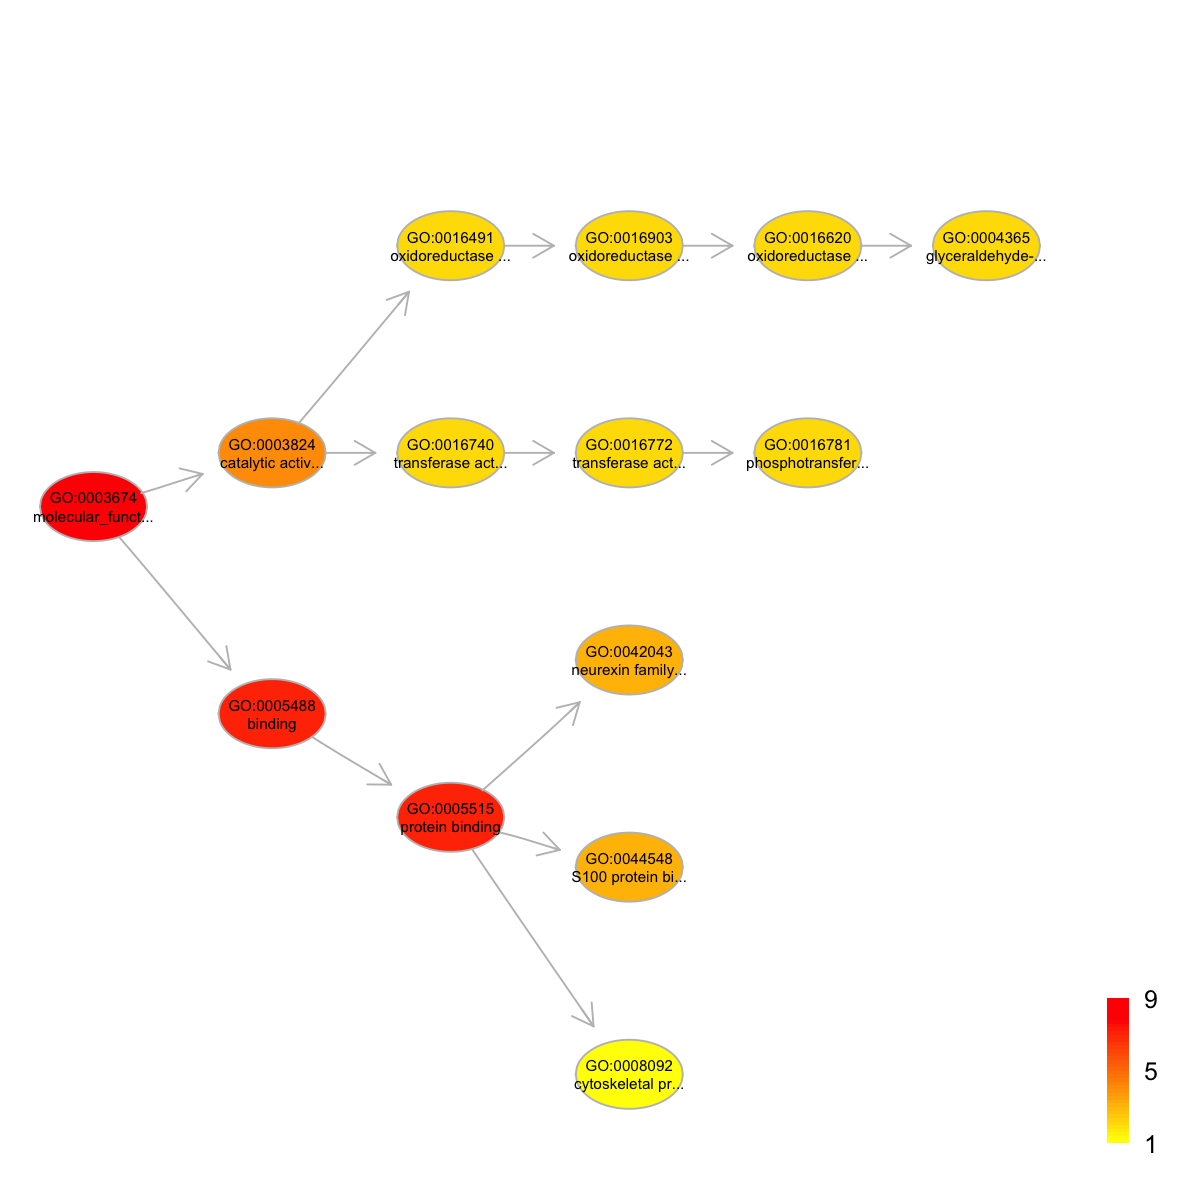 GO:0016491
oxidoreductase ...
GO:0016903
oxidoreductase ...
GO:0016620
oxidoreductase ...
GO:0004365
glyceraldehyde-...
GO:0003824
catalytic activ...
GO:0016740
transferase act...
GO:0016772
transferase act...
GO:0016781
phosphotransfer...
GO:0003674
molecular_funct...
GO:0042043
neurexin family...
GO:0005488
binding
GO:0005515
protein binding
GO:0044548
S100 protein bi...
GO:0008092
cytoskeletal pr...
9
5
1